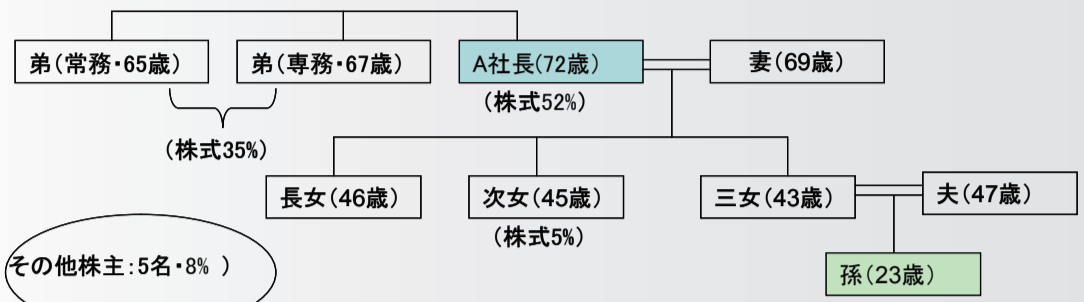 弟(常務・65歳)
弟(専務・67歳)
A社長(72歳)
妻(69歳)
(株式52%)
(株式35%)
長女(46歳)
次女(45歳)
三女(43歳)
夫(47歳)
(株式5%)
その他株主:5名・8% )
孫(23歳)